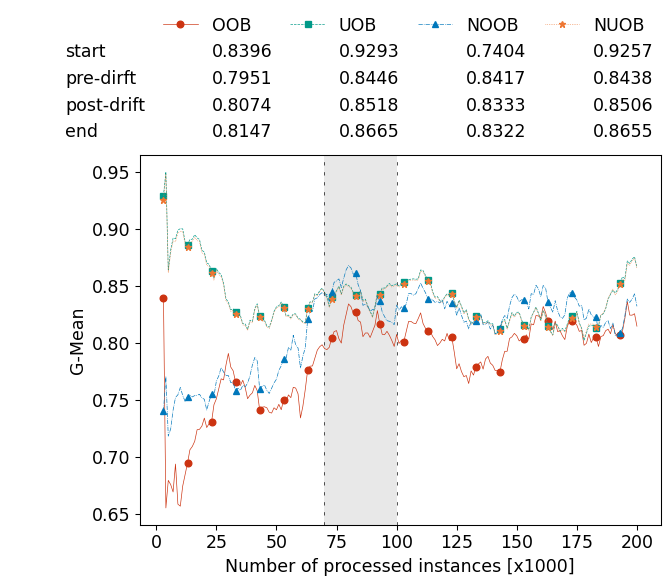 OOB UOB NOOB NUOB
start 0.8396 0.9293 0.7404 0.9257
pre-dirft 0.7951 0.8446 0.8417 0.8438
post-drift 0.8074 0.8518 0.8333 0.8506
end 0.8147 0.8665 0.8322 0.8655
0.95
0.90
0.85
0.80
0.75
0.70
0.65
G-Mean
0 25 50 75 100 125 150 175 200
Number of processed instances [x1000]